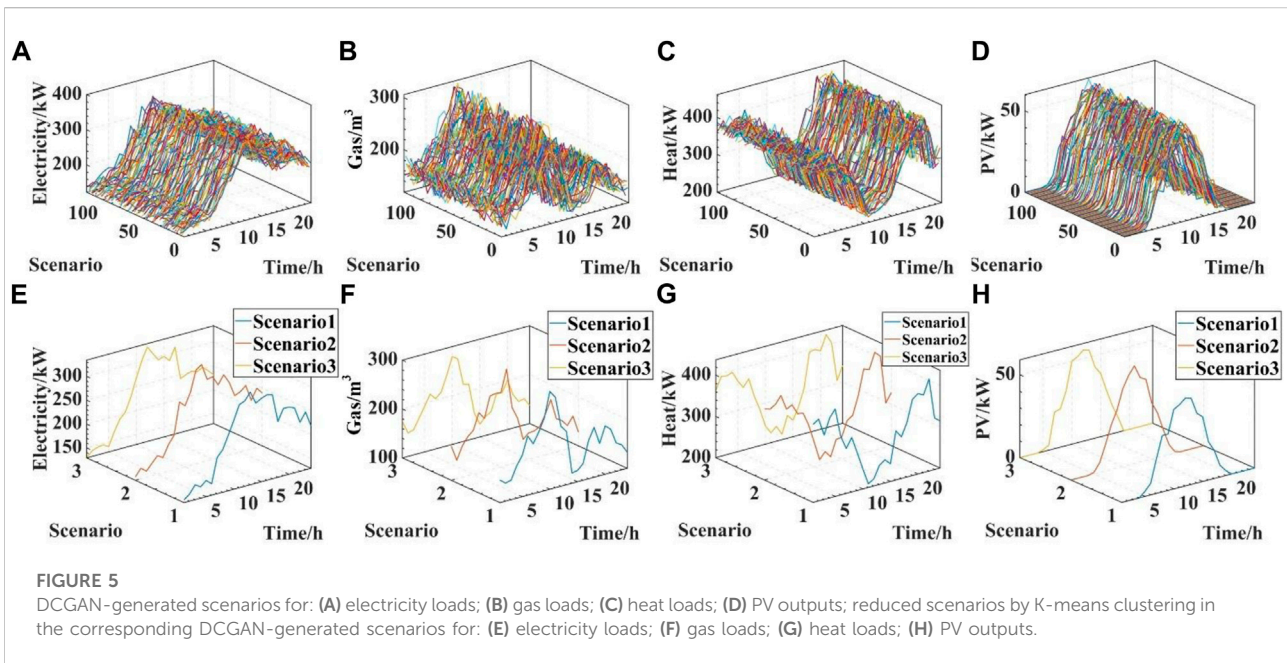 A
Electricity/kW
400
300
200
100
50
0
5
10
15
20
Scenario
Time/h
B
Gas/m³
300
200
100
50
0
5
10
15
20
Scenario
Time/h
C
Heat/kW
400
300
200
100
50
0
5
10
15
20
Scenario
Time/h
D
PV/kW
50
0
100
50
0
5
10
15
20
Scenario
Time/h
E
Scenario1
Scenario2
Scenario3
Electricity/kW
300
250
200
150
3
2
1
5
10
15
20
Scenario
Time/h
F
Scenario1
Scenario2
Scenario3
Gas/m³
300
200
100
3
2
1
5
10
15
20
Scenario
Time/h
G
Scenario1
Scenario2
Scenario3
Heat/kW
400
300
200
3
2
1
5
10
15
20
Scenario
Time/h
H
Scenario1
Scenario2
Scenario3
PV/kW
50
0
3
2
1
5
10
15
20
Scenario
Time/h
FIGURE 5
DCGAN-generated scenarios for: (A) electricity loads; (B) gas loads; (C) heat loads; (D) PV outputs; reduced scenarios by K-means clustering in
the corresponding DCGAN-generated scenarios for: (E) electricity loads; (F) gas loads; (G) heat loads; (H) PV outputs.